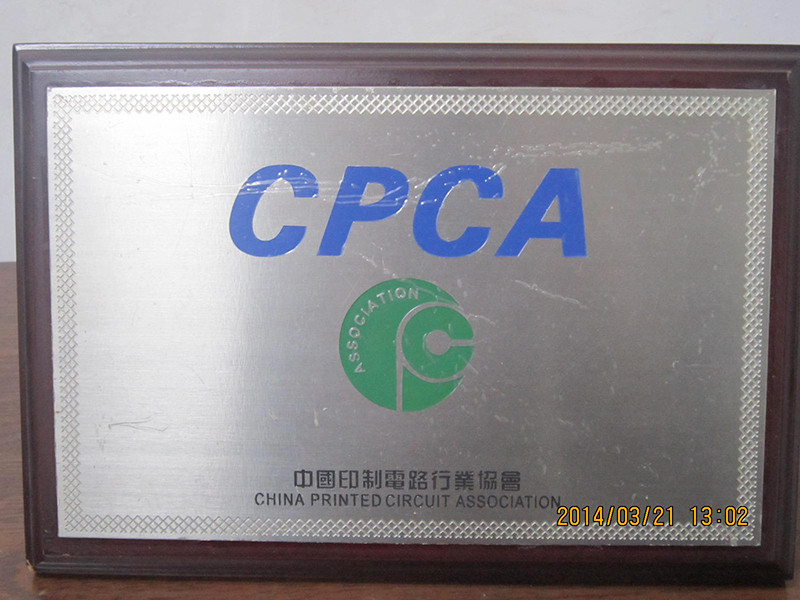 CPCA
ASSOCIATION
PC
中國印制電路行業協會
CHINA PRINTED CIRCUIT ASSOCIATION
2014/03/21 13:02